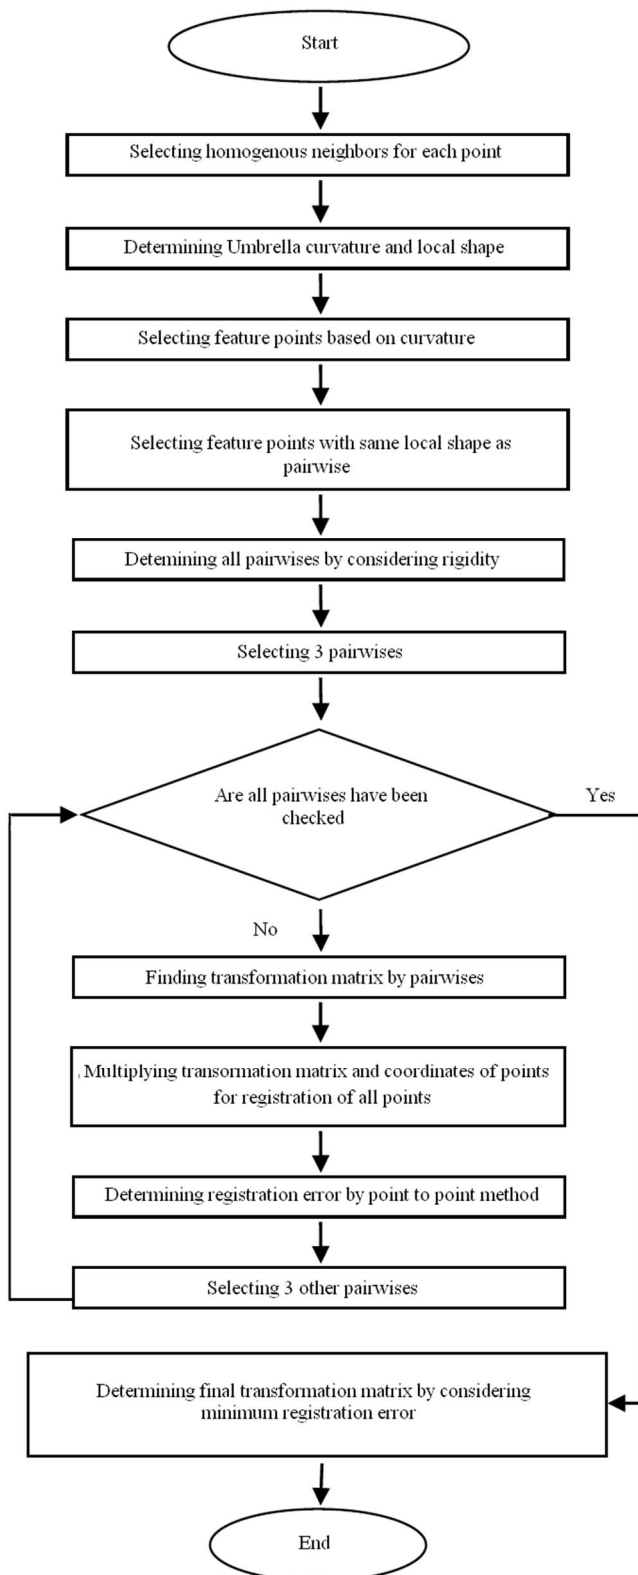 Start
Selecting homogenous neighbors for each point
Determining Umbrella curvature and local shape
Selecting feature points based on curvature
Selecting feature points with same local shape as
pairwise
Detemining all pairwises by considering rigidity
Selecting 3 pairwises
Are all pairwises have been
checked
Yes
No
Finding transformation matrix by pairwises
Multiplying transormation matrix and coordinates of points
for registration of all points
Determining registration error by point to point method
Selecting 3 other pairwises
Determining final transformation matrix by considering
minimum registration error
End